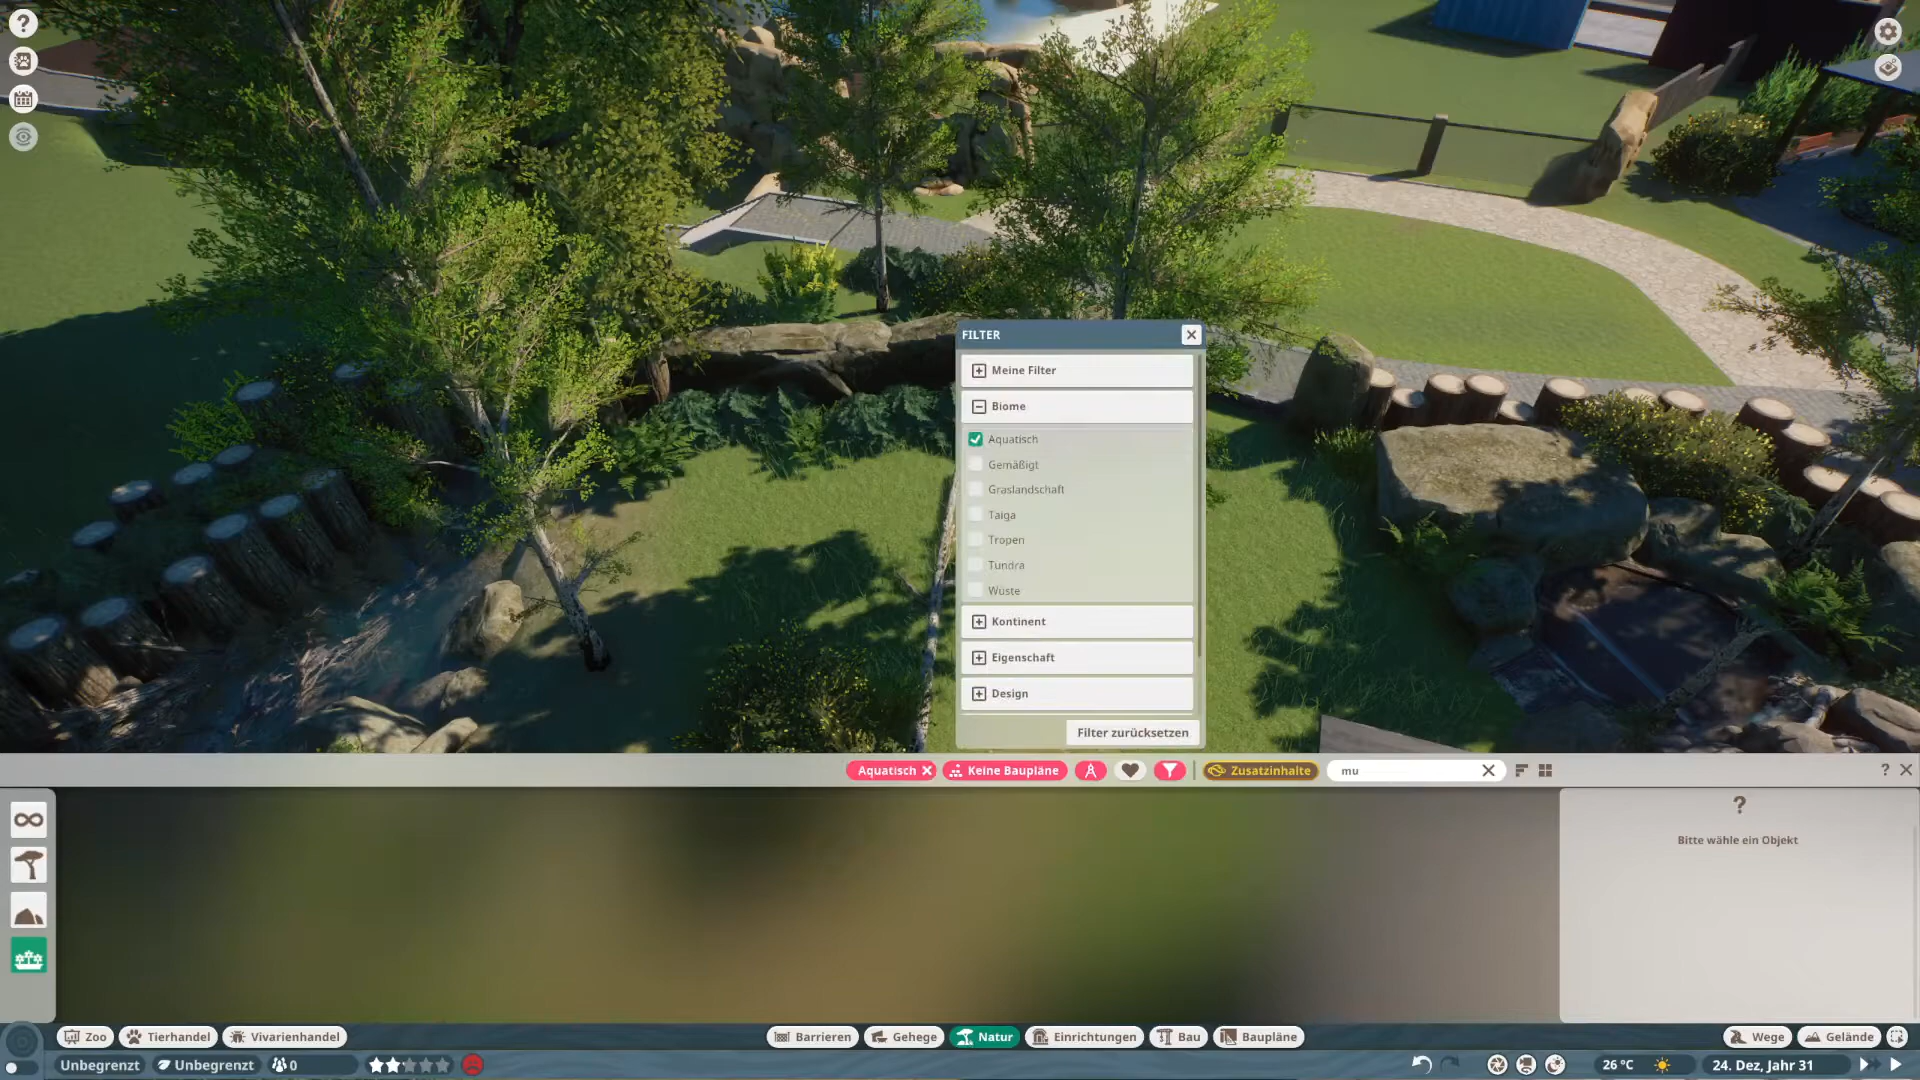 FILTER
Meine Filter
Biome
Aquatisch
Gemäßigt
Graslandschaft
Taiga
Tropen
Tundra
Wüste
Kontinent
Eigenschaft
Design
Filter zurücksetzen
Aquatisch
Keine Baupläne
Zusatzinhalte
mu
?
Bitte wähle ein Objekt
Zoo
Tierhandel
Vivarienhandel
Barrieren
Gehege
Natur
Einrichtungen
Bau
Baupläne
Wege
Gelände
Unbegrenzt
Unbegrenzt
0
26 °C
24. Dez, Jahr 31